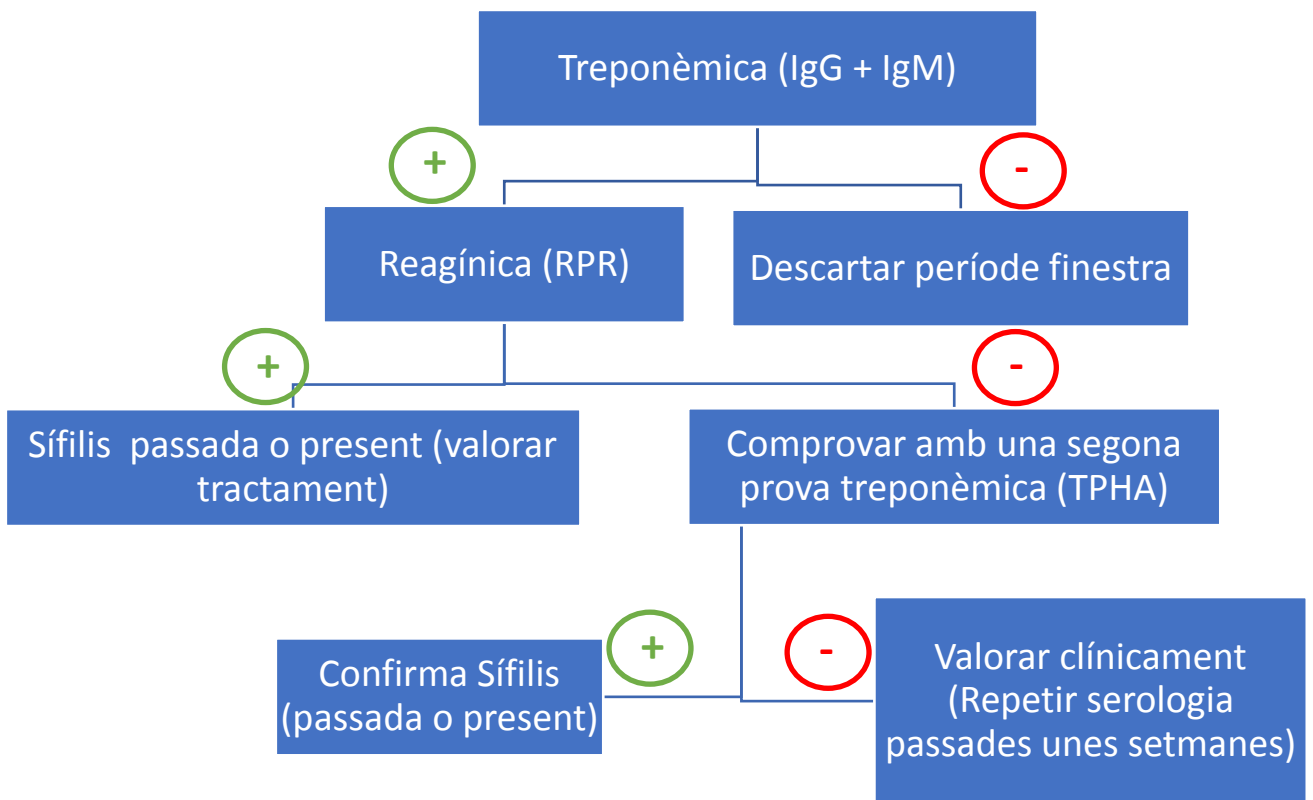 Treponèmica (IgG + IgM)
+
-
Reagínica (RPR)
Descartar període finestra
+
-
Sífilis  passada o present (valorar
tractament)
Comprovar amb una segona
prova treponèmica (TPHA)
+
-
Confirma Sífilis
(passada o present)
Valorar clínicament
(Repetir serologia
passades unes setmanes)